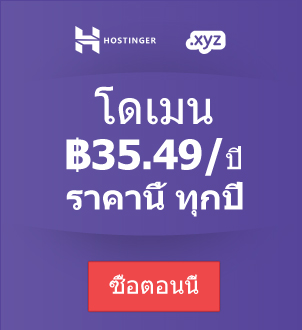 HOSTINGER .xyz
โดเมน
฿35.49/ปี
ราคานี้ ทุกปี
ซื้อตอนนี้